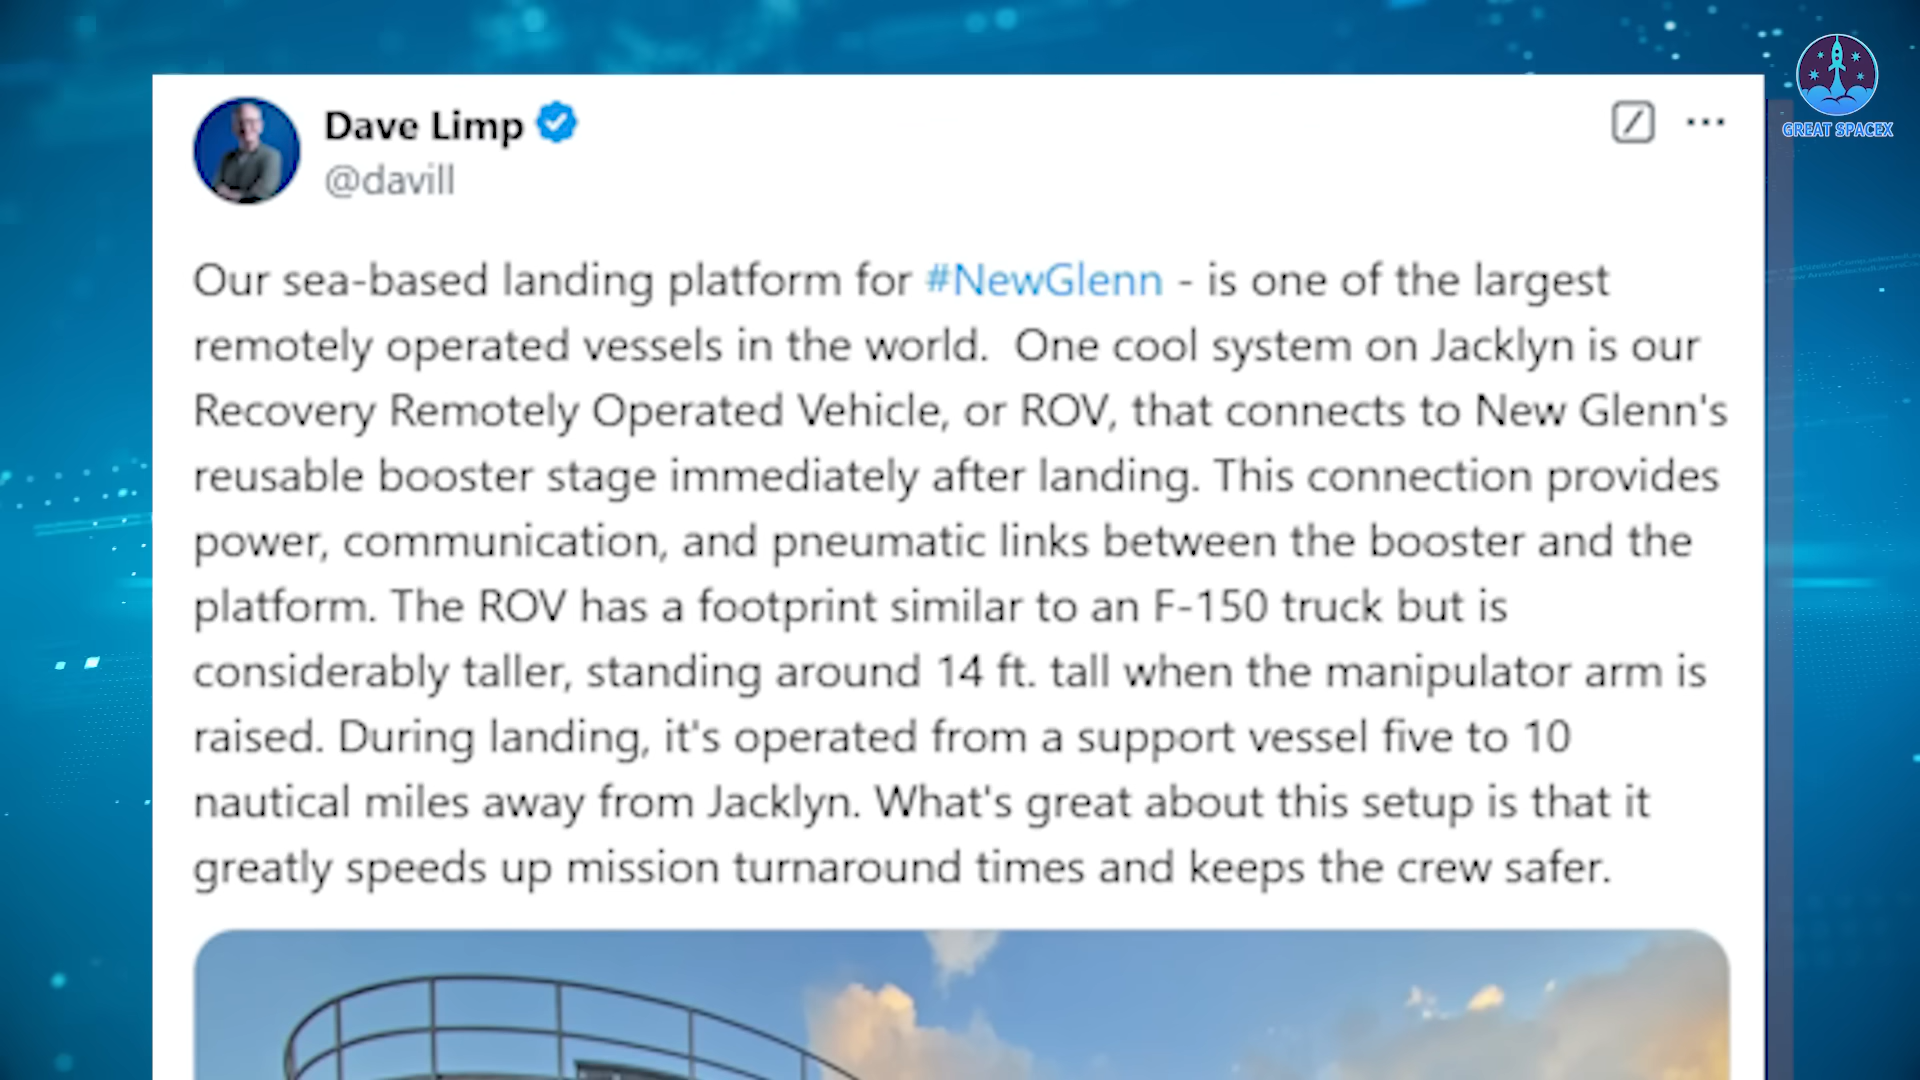 Dave Limp
@davill
GREAT SPACEX
Our sea-based landing platform for #NewGlenn - is one of the largest
remotely operated vessels in the world.  One cool system on Jacklyn is our
Recovery Remotely Operated Vehicle, or ROV, that connects to New Glenn's
reusable booster stage immediately after landing. This connection provides
power, communication, and pneumatic links between the booster and the
platform. The ROV has a footprint similar to an F-150 truck but is
considerably taller, standing around 14 ft. tall when the manipulator arm is
raised. During landing, it's operated from a support vessel five to 10
nautical miles away from Jacklyn. What's great about this setup is that it
greatly speeds up mission turnaround times and keeps the crew safer.